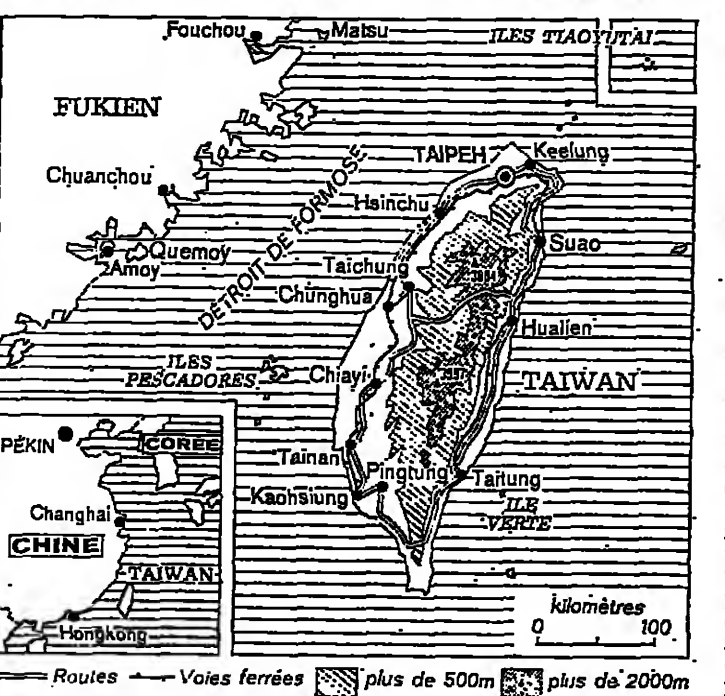 Fouchou
Matsu
ILES TIAOYUTAI
FUKIEN
TAIPEH
Keelung
Chuanchou
Hsinchu
DÉTROIT DE FORMOSE
Quemoy
Amoy
Suao
Taichung
Chunghua
Hualien
ILES
PESCADORES
Chiayi
TAIWAN
PÉKIN
CORÉE
Tainan
Pingtung
Taitung
Kaohsiung
ILE
VERTE
Changhai
CHINE
TAIWAN
Hongkong
kilomètres
0 100
Routes Voies ferrées plus de 500m plus de 2000m